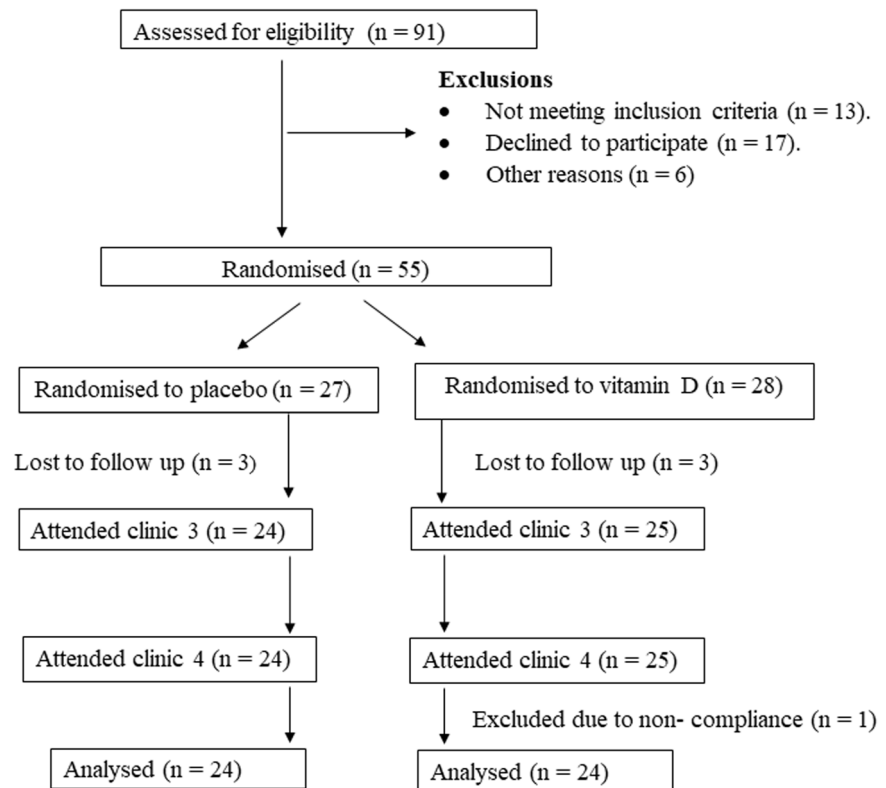 Assessed for eligibility (n = 91)
Exclusions
● Not meeting inclusion criteria (n = 13).
● Declined to participate (n = 17).
● Other reasons (n = 6)
Randomised (n = 55)
Randomised to placebo (n = 27)
Randomised to vitamin D (n = 28)
Lost to follow up (n = 3)
Lost to follow up (n = 3)
Attended clinic 3 (n = 24)
Attended clinic 3 (n = 25)
Attended clinic 4 (n = 24)
Attended clinic 4 (n = 25)
Excluded due to non- compliance (n = 1)
Analysed (n = 24)
Analysed (n = 24)